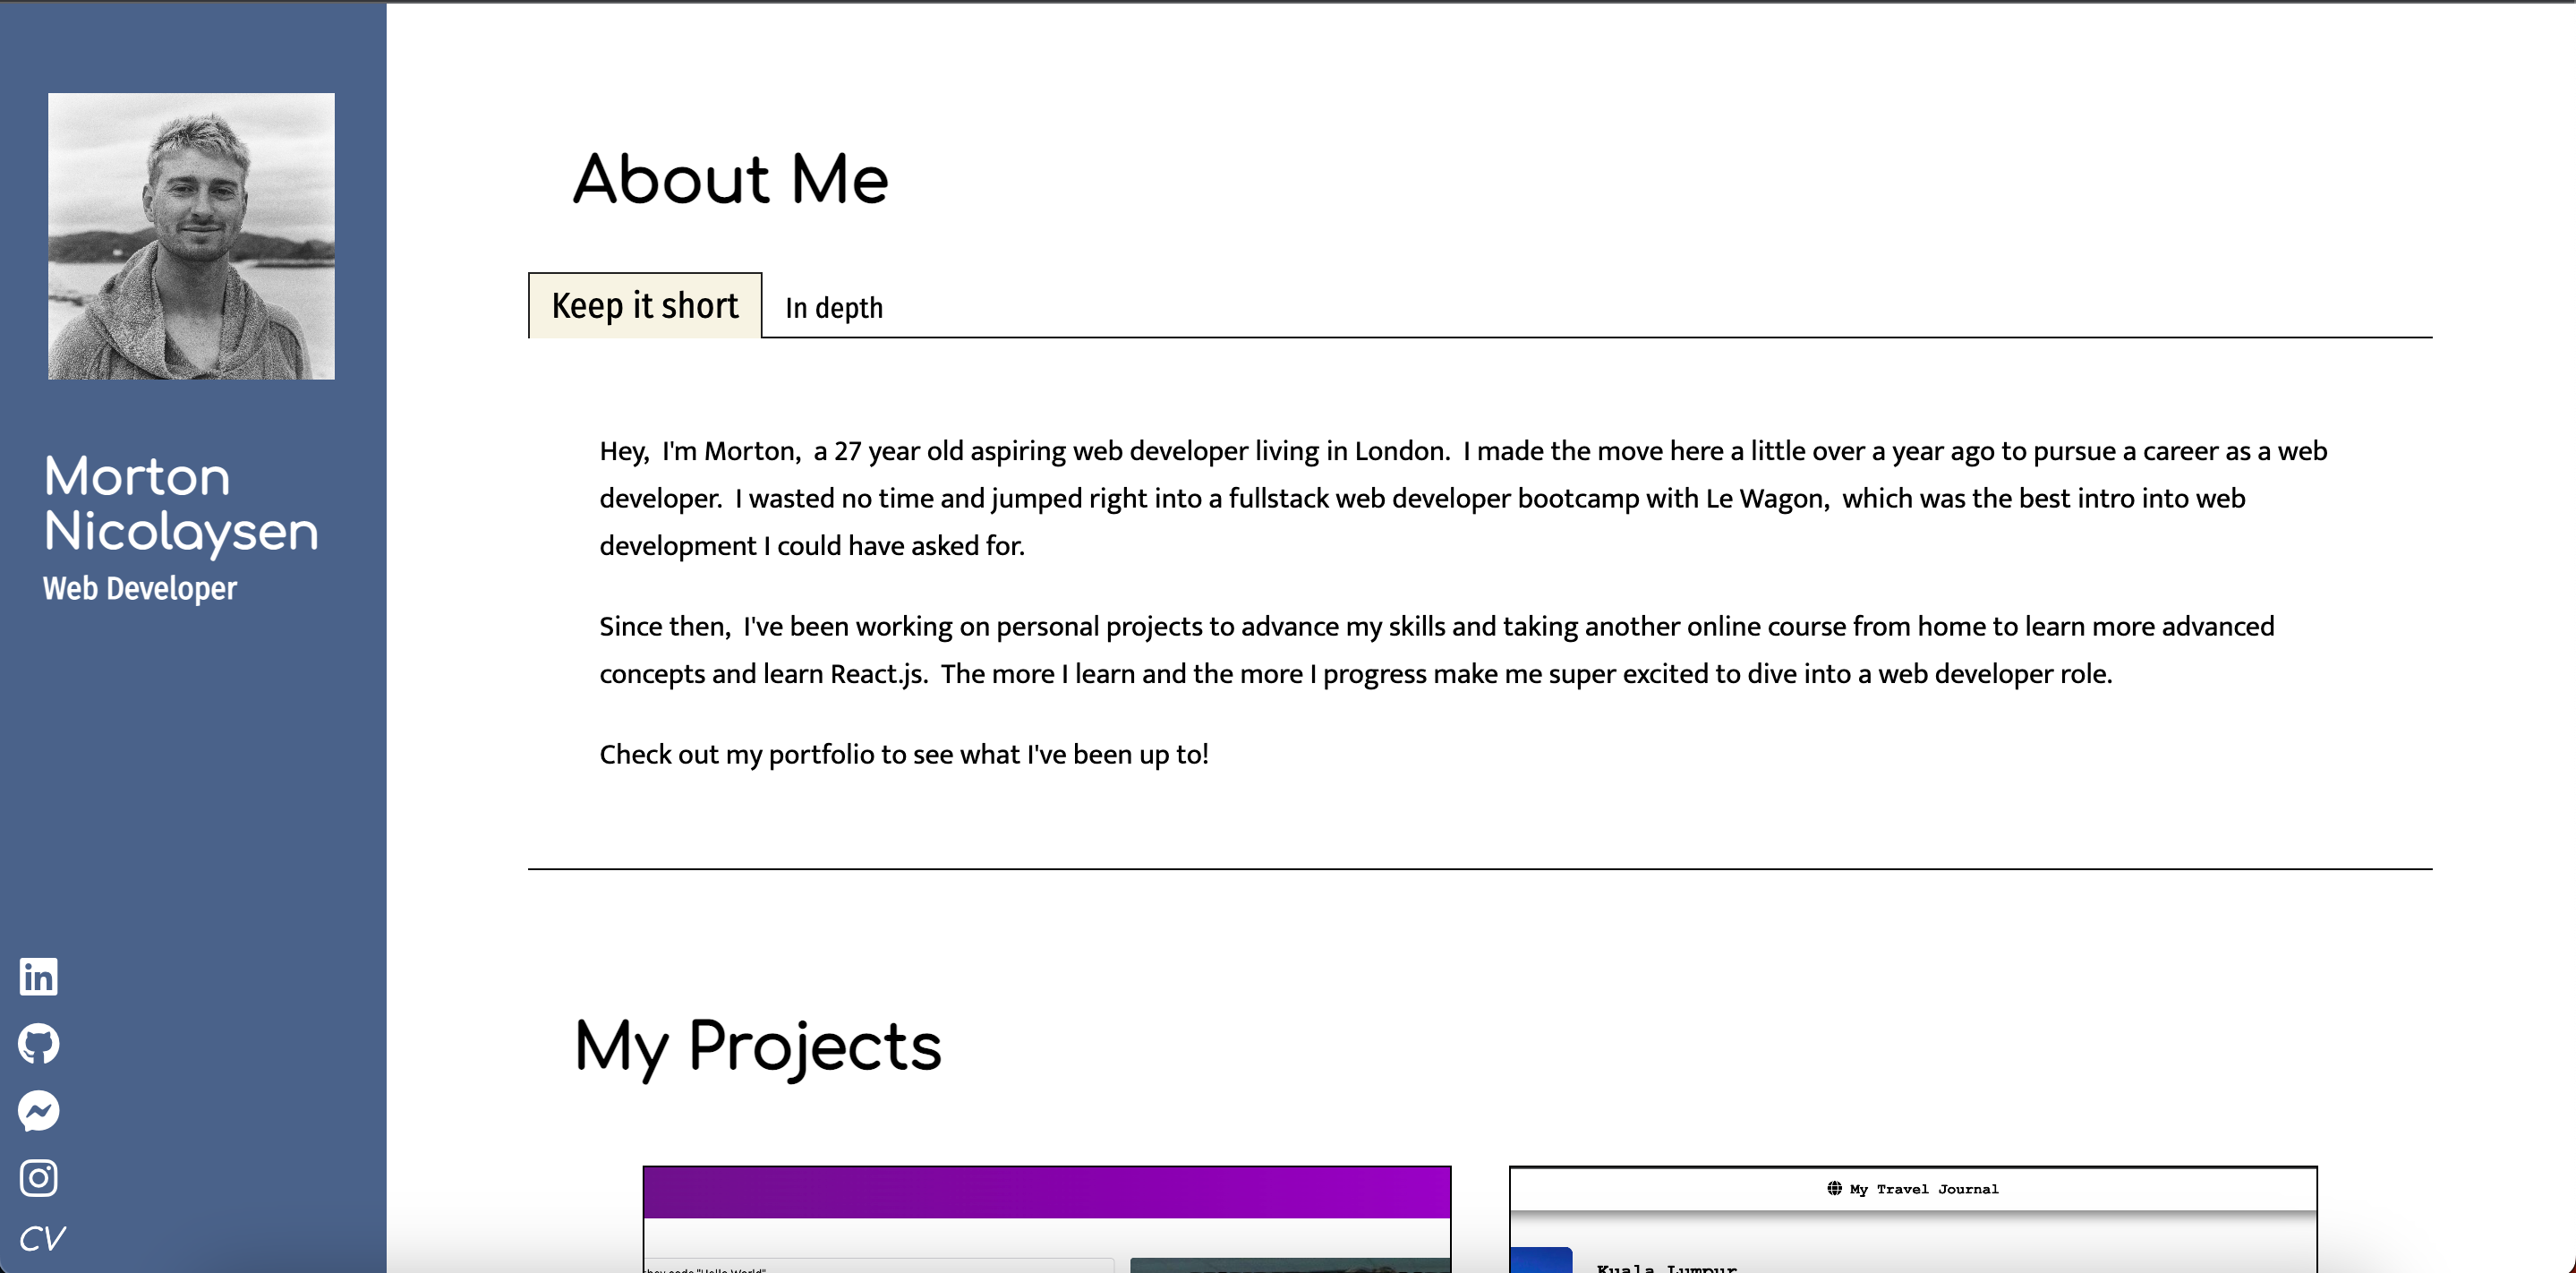 Morton
Nicolaysen
Web Developer
in
CV
About Me
Keep it short
In depth
Hey, I'm Morton, a 27 year old aspiring web developer living in London. I made the move here a little over a year ago to pursue a career as a web
developer. I wasted no time and jumped right into a fullstack web developer bootcamp with Le Wagon, which was the best intro into web
development I could have asked for.
Since then, I've been working on personal projects to advance my skills and taking another online course from home to learn more advanced
concepts and learn React.js. The more I learn and the more I progress make me super excited to dive into a web developer role.
Check out my portfolio to see what I've been up to!
My Projects
My Travel Journal
they code "Hello World"
Kuala Lumpur